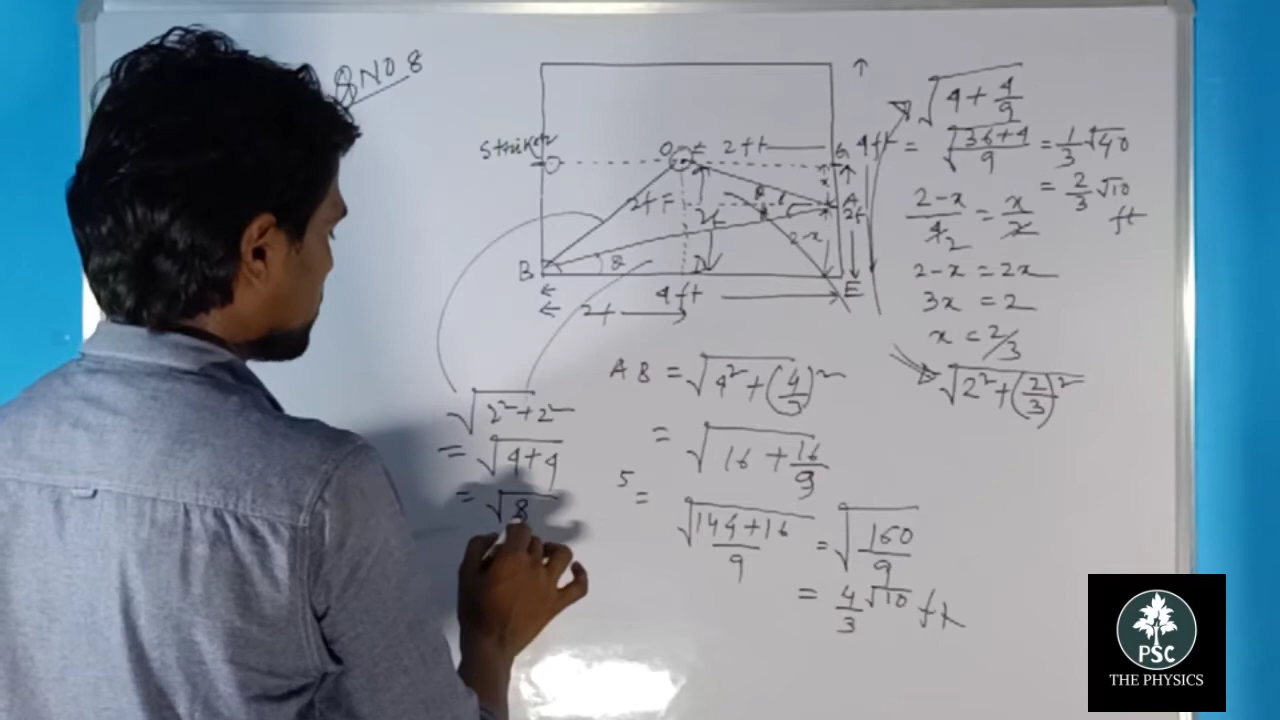 Q NO 8
Striker
O
2ft
G
4ft
2ft
A
x
2-x
2ft
B
θ
D
E
4ft
2ft
√2²+2²
= √4+4
= √8
AB = √4²+(4/3)²
= √16+16/9
= √144+16/9 = √160/9
= 4/3 √10 ft
√4+4/9
= √36+4/9 = 1/3 √40
= 2/3 √10 ft
2-x/4 2 = x/2
2-x = 2x
3x = 2
x = 2/3
√2²+(2/3)²
PSC
THE PHYSICS